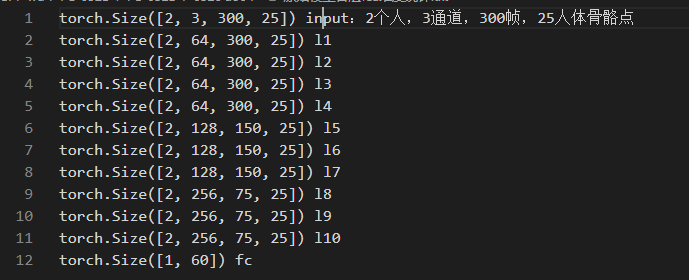 1 torch.Size([2, 3, 300, 25]) input：2个人，3通道，300帧，25人体骨骼点
2 torch.Size([2, 64, 300, 25]) l1
3 torch.Size([2, 64, 300, 25]) l2
4 torch.Size([2, 64, 300, 25]) l3
5 torch.Size([2, 64, 300, 25]) l4
6 torch.Size([2, 128, 150, 25]) l5
7 torch.Size([2, 128, 150, 25]) l6
8 torch.Size([2, 128, 150, 25]) l7
9 torch.Size([2, 256, 75, 25]) l8
10 torch.Size([2, 256, 75, 25]) l9
11 torch.Size([2, 256, 75, 25]) l10
12 torch.Size([1, 60]) fc